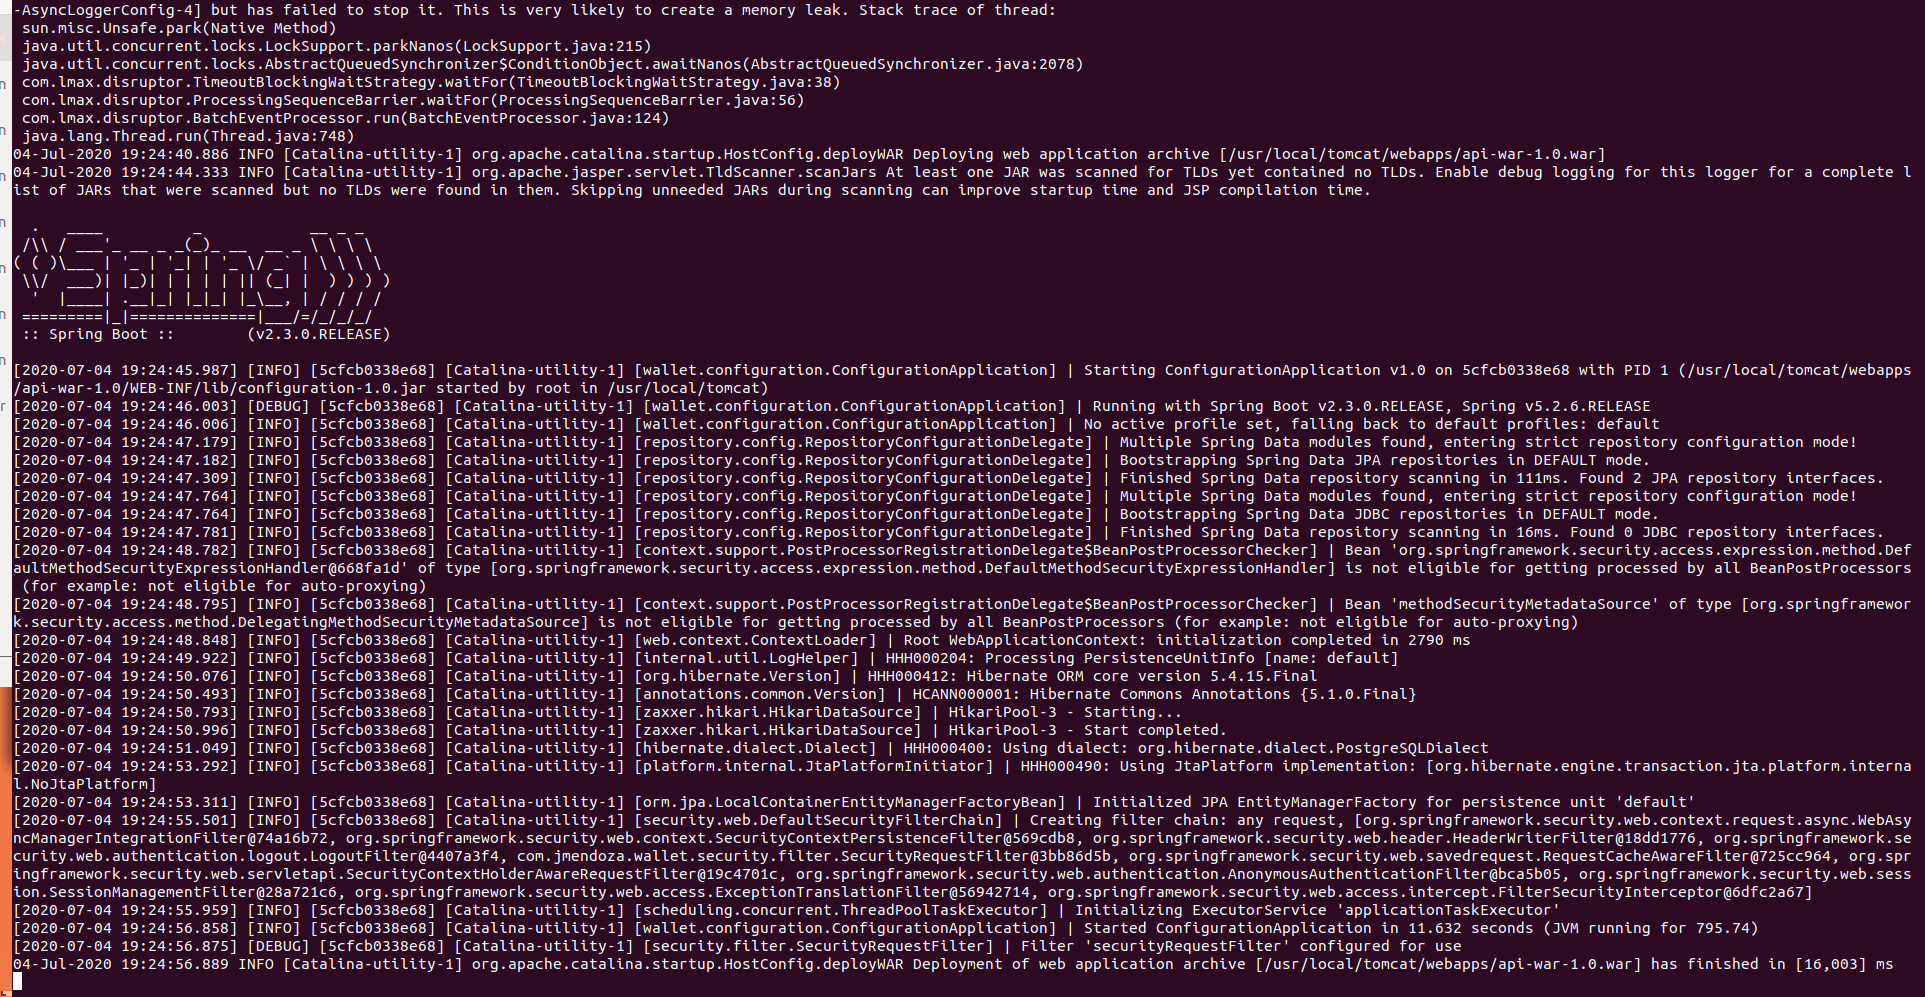 -AsyncLoggerConfig-4] but has failed to stop it. This is very likely to create a memory leak. Stack trace of thread:
 sun.misc.Unsafe.park(Native Method)
 java.util.concurrent.locks.LockSupport.parkNanos(LockSupport.java:215)
 java.util.concurrent.locks.AbstractQueuedSynchronizer$ConditionObject.awaitNanos(AbstractQueuedSynchronizer.java:2078)
 com.lmax.disruptor.TimeoutBlockingWaitStrategy.waitFor(TimeoutBlockingWaitStrategy.java:38)
 com.lmax.disruptor.ProcessingSequenceBarrier.waitFor(ProcessingSequenceBarrier.java:56)
 com.lmax.disruptor.BatchEventProcessor.run(BatchEventProcessor.java:124)
 java.lang.Thread.run(Thread.java:748)
04-Jul-2020 19:24:40.886 INFO [Catalina-utility-1] org.apache.catalina.startup.HostConfig.deployWAR Deploying web application archive [/usr/local/tomcat/webapps/api-war-1.0.war]
04-Jul-2020 19:24:44.333 INFO [Catalina-utility-1] org.apache.jasper.servlet.TldScanner.scanJars At least one JAR was scanned for TLDs yet contained no TLDs. Enable debug logging for this logger for a complete l
ist of JARs that were scanned but no TLDs were found in them. Skipping unneeded JARs during scanning can improve startup time and JSP compilation time.

  .   ____          _            __ _ _
 /\\ / ___'_ __ _ _(_)_ __  __ _ \ \ \ \
( ( )\___ | '_ | '_| | '_ \/ _` | \ \ \ \
 \\/  ___)| |_)| | | | | || (_| |  ) ) ) )
  '  |____| .__|_| |_|_| |_\__, | / / / /
 =========|_|==============|___/=/_/_/_/
 :: Spring Boot ::        (v2.3.0.RELEASE)

[2020-07-04 19:24:45.987] [INFO] [5cfcb0338e68] [Catalina-utility-1] [wallet.configuration.ConfigurationApplication] | Starting ConfigurationApplication v1.0 on 5cfcb0338e68 with PID 1 (/usr/local/tomcat/webapps
/api-war-1.0/WEB-INF/lib/configuration-1.0.jar started by root in /usr/local/tomcat)
[2020-07-04 19:24:46.003] [DEBUG] [5cfcb0338e68] [Catalina-utility-1] [wallet.configuration.ConfigurationApplication] | Running with Spring Boot v2.3.0.RELEASE, Spring v5.2.6.RELEASE
[2020-07-04 19:24:46.006] [INFO] [5cfcb0338e68] [Catalina-utility-1] [wallet.configuration.ConfigurationApplication] | No active profile set, falling back to default profiles: default
[2020-07-04 19:24:47.179] [INFO] [5cfcb0338e68] [Catalina-utility-1] [repository.config.RepositoryConfigurationDelegate] | Multiple Spring Data modules found, entering strict repository configuration mode!
[2020-07-04 19:24:47.182] [INFO] [5cfcb0338e68] [Catalina-utility-1] [repository.config.RepositoryConfigurationDelegate] | Bootstrapping Spring Data JPA repositories in DEFAULT mode.
[2020-07-04 19:24:47.309] [INFO] [5cfcb0338e68] [Catalina-utility-1] [repository.config.RepositoryConfigurationDelegate] | Finished Spring Data repository scanning in 111ms. Found 2 JPA repository interfaces.
[2020-07-04 19:24:47.764] [INFO] [5cfcb0338e68] [Catalina-utility-1] [repository.config.RepositoryConfigurationDelegate] | Multiple Spring Data modules found, entering strict repository configuration mode!
[2020-07-04 19:24:47.764] [INFO] [5cfcb0338e68] [Catalina-utility-1] [repository.config.RepositoryConfigurationDelegate] | Bootstrapping Spring Data JDBC repositories in DEFAULT mode.
[2020-07-04 19:24:47.781] [INFO] [5cfcb0338e68] [Catalina-utility-1] [repository.config.RepositoryConfigurationDelegate] | Finished Spring Data repository scanning in 16ms. Found 0 JDBC repository interfaces.
[2020-07-04 19:24:48.782] [INFO] [5cfcb0338e68] [Catalina-utility-1] [context.support.PostProcessorRegistrationDelegate$BeanPostProcessorChecker] | Bean 'org.springframework.security.access.expression.method.Def
aultMethodSecurityExpressionHandler@668fa1d' of type [org.springframework.security.access.expression.method.DefaultMethodSecurityExpressionHandler] is not eligible for getting processed by all BeanPostProcessors
 (for example: not eligible for auto-proxying)
[2020-07-04 19:24:48.795] [INFO] [5cfcb0338e68] [Catalina-utility-1] [context.support.PostProcessorRegistrationDelegate$BeanPostProcessorChecker] | Bean 'methodSecurityMetadataSource' of type [org.springframewor
k.security.access.method.DelegatingMethodSecurityMetadataSource] is not eligible for getting processed by all BeanPostProcessors (for example: not eligible for auto-proxying)
[2020-07-04 19:24:48.848] [INFO] [5cfcb0338e68] [Catalina-utility-1] [web.context.ContextLoader] | Root WebApplicationContext: initialization completed in 2790 ms
[2020-07-04 19:24:49.922] [INFO] [5cfcb0338e68] [Catalina-utility-1] [internal.util.LogHelper] | HHH000204: Processing PersistenceUnitInfo [name: default]
[2020-07-04 19:24:50.076] [INFO] [5cfcb0338e68] [Catalina-utility-1] [org.hibernate.Version] | HHH000412: Hibernate ORM core version 5.4.15.Final
[2020-07-04 19:24:50.493] [INFO] [5cfcb0338e68] [Catalina-utility-1] [annotations.common.Version] | HCANN000001: Hibernate Commons Annotations {5.1.0.Final}
[2020-07-04 19:24:50.793] [INFO] [5cfcb0338e68] [Catalina-utility-1] [zaxxer.hikari.HikariDataSource] | HikariPool-3 - Starting...
[2020-07-04 19:24:50.996] [INFO] [5cfcb0338e68] [Catalina-utility-1] [zaxxer.hikari.HikariDataSource] | HikariPool-3 - Start completed.
[2020-07-04 19:24:51.049] [INFO] [5cfcb0338e68] [Catalina-utility-1] [hibernate.dialect.Dialect] | HHH000400: Using dialect: org.hibernate.dialect.PostgreSQLDialect
[2020-07-04 19:24:53.292] [INFO] [5cfcb0338e68] [Catalina-utility-1] [platform.internal.JtaPlatformInitiator] | HHH000490: Using JtaPlatform implementation: [org.hibernate.engine.transaction.jta.platform.interna
l.NoJtaPlatform]
[2020-07-04 19:24:53.311] [INFO] [5cfcb0338e68] [Catalina-utility-1] [orm.jpa.LocalContainerEntityManagerFactoryBean] | Initialized JPA EntityManagerFactory for persistence unit 'default'
[2020-07-04 19:24:55.501] [INFO] [5cfcb0338e68] [Catalina-utility-1] [security.web.DefaultSecurityFilterChain] | Creating filter chain: any request, [org.springframework.security.web.context.request.async.WebAsy
ncManagerIntegrationFilter@74a16b72, org.springframework.security.web.context.SecurityContextPersistenceFilter@569cdb8, org.springframework.security.web.header.HeaderWriterFilter@18dd1776, org.springframework.se
curity.web.authentication.logout.LogoutFilter@4407a3f4, com.jmendoza.wallet.security.filter.SecurityRequestFilter@3bb86d5b, org.springframework.security.web.savedrequest.RequestCacheAwareFilter@725cc964, org.spr
ingframework.security.web.servletapi.SecurityContextHolderAwareRequestFilter@19c4701c, org.springframework.security.web.authentication.AnonymousAuthenticationFilter@bca5b05, org.springframework.security.web.sess
ion.SessionManagementFilter@28a721c6, org.springframework.security.web.access.ExceptionTranslationFilter@56942714, org.springframework.security.web.access.intercept.FilterSecurityInterceptor@6dfc2a67]
[2020-07-04 19:24:55.959] [INFO] [5cfcb0338e68] [Catalina-utility-1] [scheduling.concurrent.ThreadPoolTaskExecutor] | Initializing ExecutorService 'applicationTaskExecutor'
[2020-07-04 19:24:56.858] [INFO] [5cfcb0338e68] [Catalina-utility-1] [wallet.configuration.ConfigurationApplication] | Started ConfigurationApplication in 11.632 seconds (JVM running for 795.74)
[2020-07-04 19:24:56.875] [DEBUG] [5cfcb0338e68] [Catalina-utility-1] [security.filter.SecurityRequestFilter] | Filter 'securityRequestFilter' configured for use
04-Jul-2020 19:24:56.889 INFO [Catalina-utility-1] org.apache.catalina.startup.HostConfig.deployWAR Deployment of web application archive [/usr/local/tomcat/webapps/api-war-1.0.war] has finished in [16,003] ms